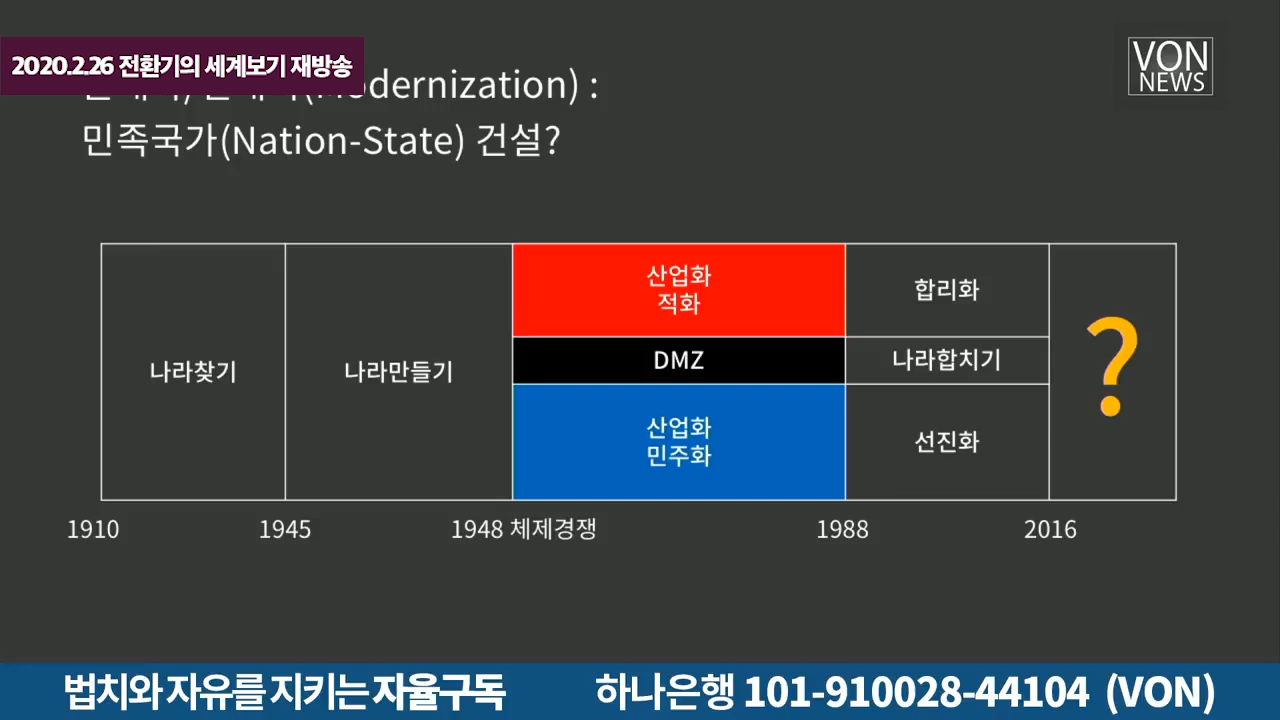 2020.2.26 전환기의 세계보기 재방송
VON
NEWS
(Modernization) :
민족국가(Nation-State) 건설?
산업화
적화
합리화
나라찾기
나라만들기
DMZ
나라합치기
?
산업화
민주화
선진화
1910
1945
1948 체제경쟁
1988
2016
법치와 자유를 지키는 자율구독
하나은행 101-910028-44104 (VON)